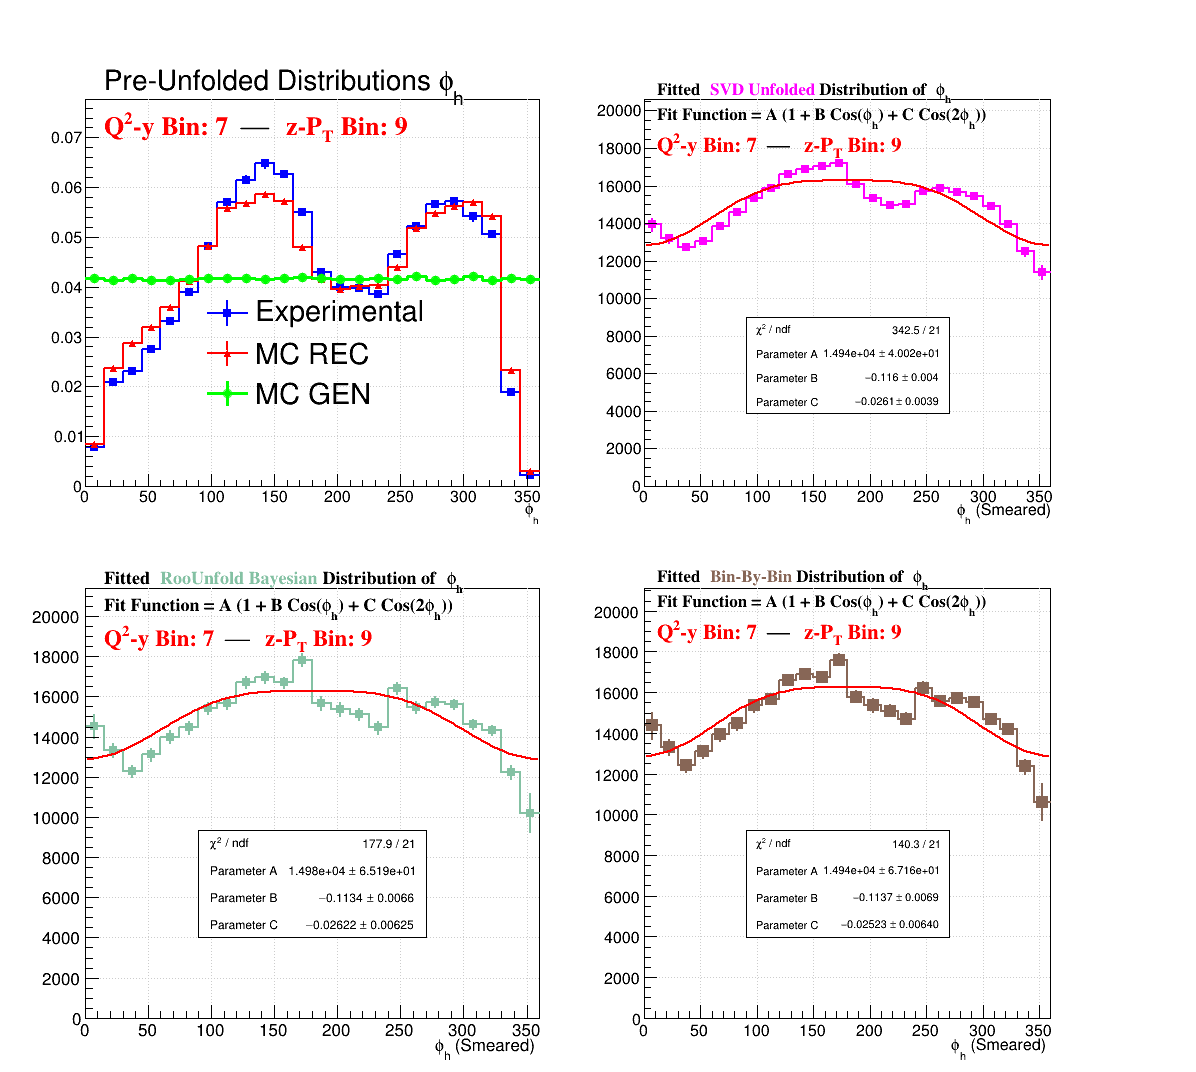 Pre-Unfolded Distributions ϕh
Q2-y Bin: 7 — z-PT Bin: 9
0.07
0.06
0.05
0.04
0.03
0.02
0.01
0
Experimental
MC REC
MC GEN
0 50 100 150 200 250 300 350
ϕh
Fitted SVD Unfolded Distribution of ϕh
Fit Function = A (1 + B Cos(ϕh) + C Cos(2ϕh))
Q2-y Bin: 7 — z-PT Bin: 9
20000
18000
16000
14000
12000
10000
8000
6000
4000
2000
0
χ2 / ndf 342.5 / 21
Parameter A 1.494e+04 ± 4.002e+01
Parameter B −0.116 ± 0.004
Parameter C −0.0261 ± 0.0039
0 50 100 150 200 250 300 350
ϕh (Smeared)
Fitted RooUnfold Bayesian Distribution of ϕh
Fit Function = A (1 + B Cos(ϕh) + C Cos(2ϕh))
Q2-y Bin: 7 — z-PT Bin: 9
20000
18000
16000
14000
12000
10000
8000
6000
4000
2000
0
χ2 / ndf 177.9 / 21
Parameter A 1.498e+04 ± 6.519e+01
Parameter B −0.1134 ± 0.0066
Parameter C −0.02622 ± 0.00625
0 50 100 150 200 250 300 350
ϕh (Smeared)
Fitted Bin-By-Bin Distribution of ϕh
Fit Function = A (1 + B Cos(ϕh) + C Cos(2ϕh))
Q2-y Bin: 7 — z-PT Bin: 9
20000
18000
16000
14000
12000
10000
8000
6000
4000
2000
0
χ2 / ndf 140.3 / 21
Parameter A 1.494e+04 ± 6.716e+01
Parameter B −0.1137 ± 0.0069
Parameter C −0.02523 ± 0.00640
0 50 100 150 200 250 300 350
ϕh (Smeared)